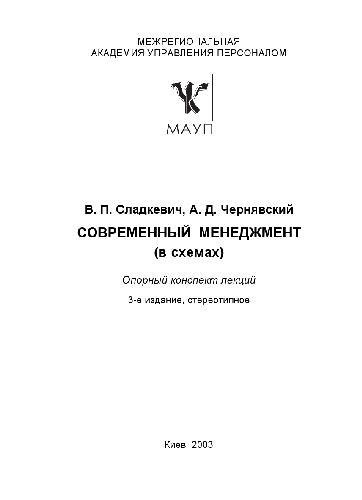 МЕЖРЕГИОНАЛЬНАЯ
АКАДЕМИЯ УПРАВЛЕНИЯ ПЕРСОНАЛОМ
МАУП
В. П. Сладкевич, А. Д. Чернявский
СОВРЕМЕННЫЙ МЕНЕДЖМЕНТ
(в схемах)
Опорный конспект лекций
3-е издание, стереотипное
Киев 2003